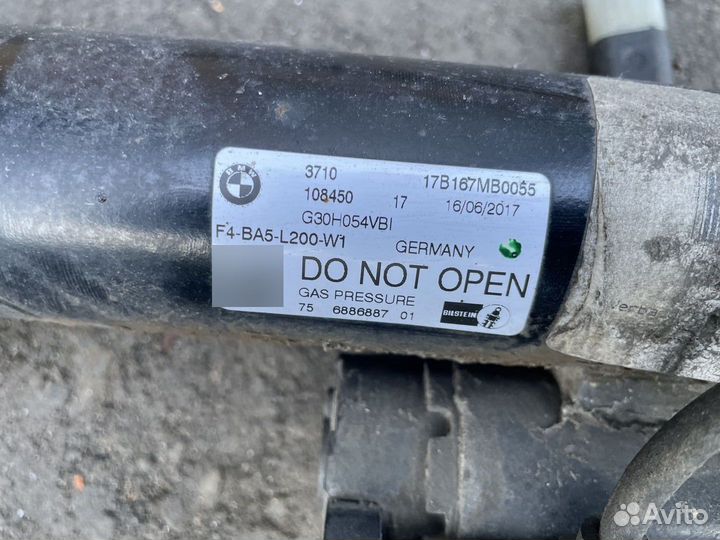 BMW
3710
17B167MB0055
108450 17 16/06/2017
G30H054VBI
F4-BA5-L200-W1 GERMANY
DO NOT OPEN
GAS PRESSURE
75 6886887 01
BILSTEIN
Avito